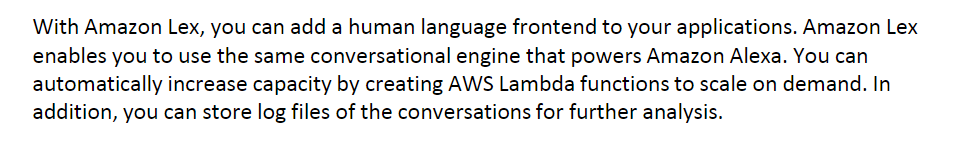 With Amazon Lex, you can add a human language frontend to your applications. Amazon Lex
enables you to use the same conversational engine that powers Amazon Alexa. You can
automatically increase capacity by creating AWS Lambda functions to scale on demand. In
addition, you can store log files of the conversations for further analysis.